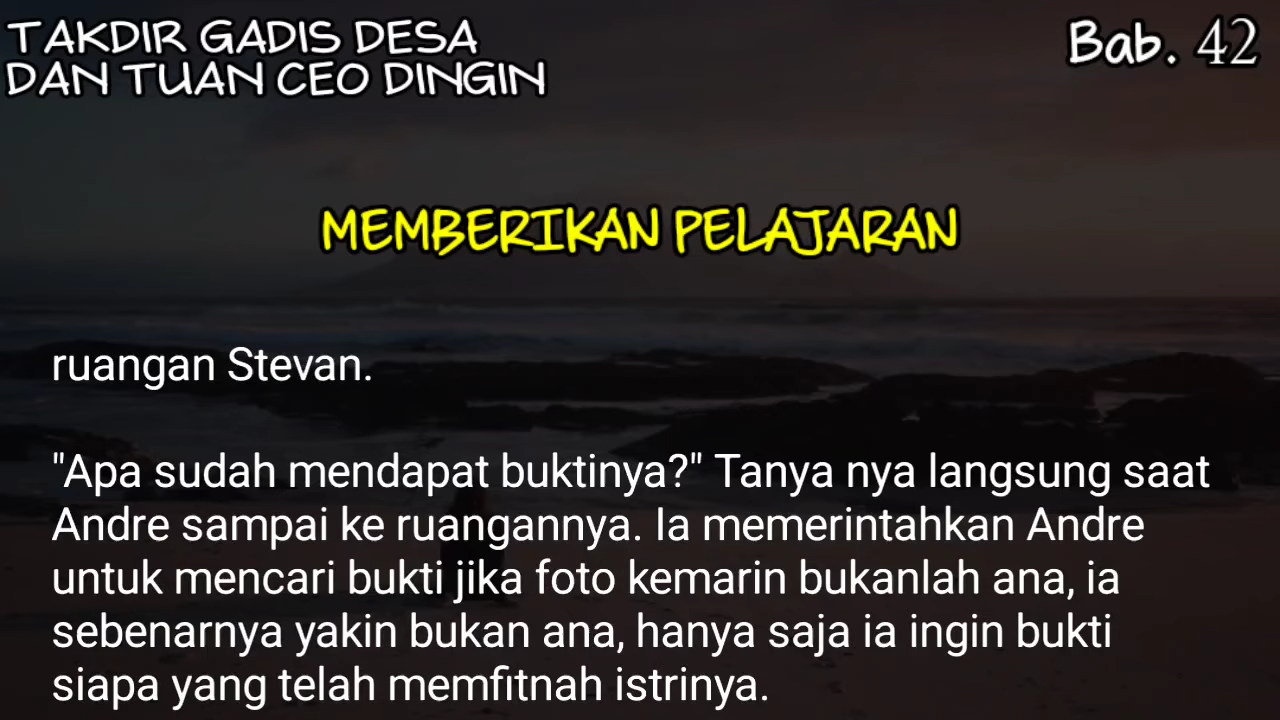 TAKDIR GADIS DESA
DAN TUAN CEO DINGIN
Bab. 42
MEMBERIKAN PELAJARAN
ruangan Stevan.
"Apa sudah mendapat buktinya?" Tanya nya langsung saat
Andre sampai ke ruangannya. Ia memerintahkan Andre
untuk mencari bukti jika foto kemarin bukanlah ana, ia
sebenarnya yakin bukan ana, hanya saja ia ingin bukti
siapa yang telah memfitnah istrinya.